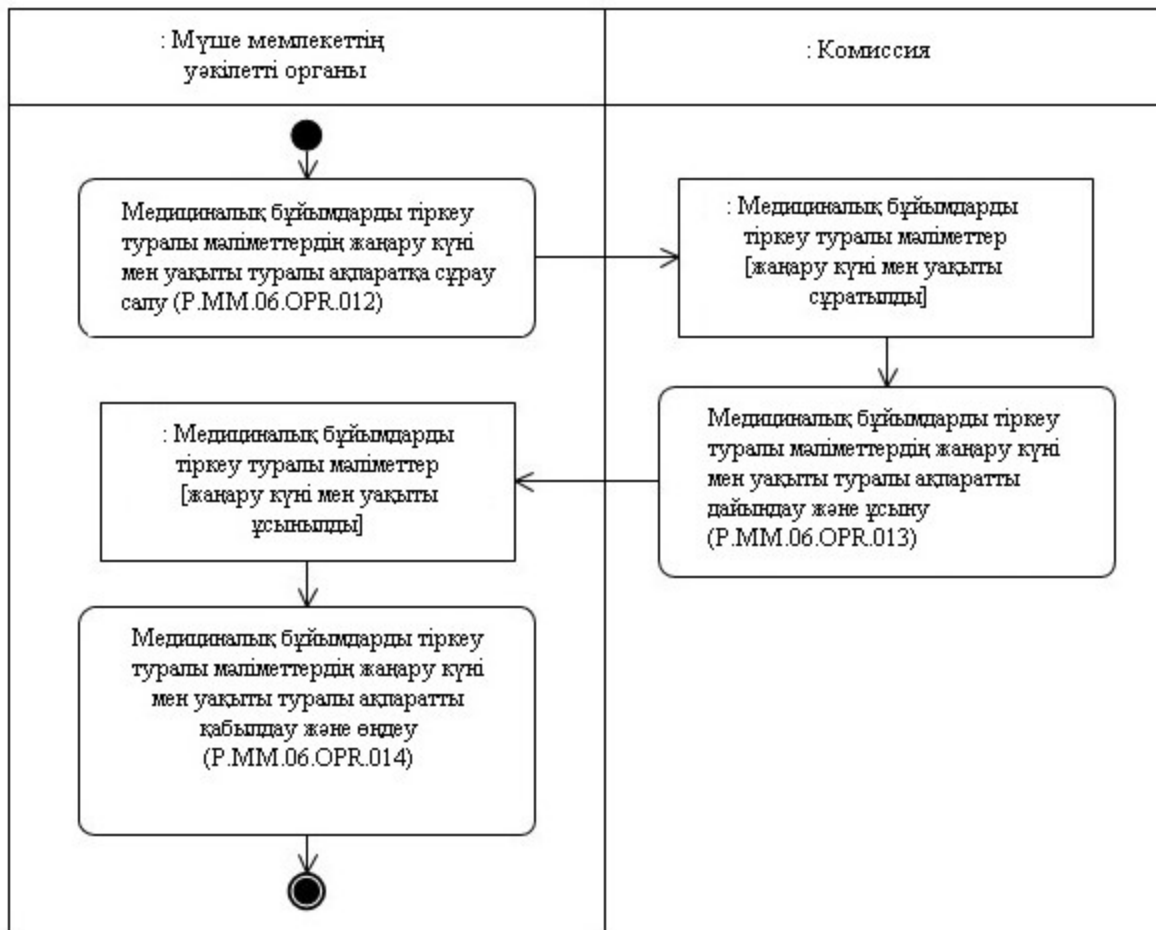 : Мүше мемлекеттің
уәкілетті органы
: Комиссия
Медициналық бұйымдарды тіркеу
туралы мәліметтердің жаңару күні
мен уақыты туралы ақпаратқа сұрау
салу (P.MM.06.OPR.012)
: Медициналық бұйымдарды
тіркеу туралы мәліметтер
[жаңару күні мен уақыты
сұратылды]
Медициналық бұйымдарды тіркеу
туралы мәліметтердің жаңару күні
мен уақыты туралы ақпаратты
дайындау және ұсыну
(P.MM.06.OPR.013)
: Медициналық бұйымдарды
тіркеу туралы мәліметтер
[жаңару күні мен уақыты
ұсынылды]
Медициналық бұйымдарды тіркеу
туралы мәліметтердің жаңару күні
мен уақыты туралы ақпаратты
қабылдау және өңдеу
(P.MM.06.OPR.014)